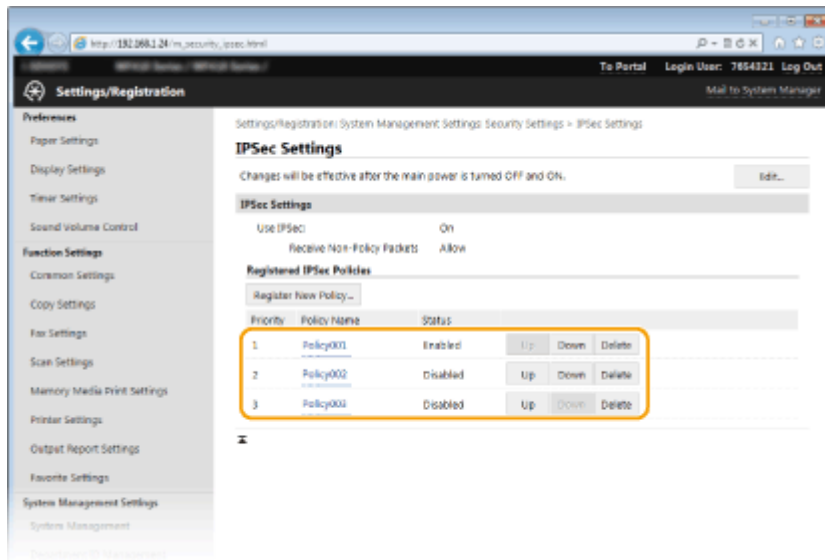 http://192.168.1.24/m_security_ipsec.html
To Portal Login User: 7654321 Log Out
Settings/Registration
Mail to System Manager
Preferences
Paper Settings
Display Settings
Timer Settings
Sound Volume Control
Function Settings
Common Settings
Copy Settings
Fax Settings
Scan Settings
Memory Media Print Settings
Printer Settings
Output Report Settings
Favorite Settings
System Management Settings
System Management
Department ID Management
Settings/Registration: System Management Settings: Security Settings > IPSec Settings
IPSec Settings
Changes will be effective after the main power is turned OFF and ON.
Edit...
IPSec Settings
Use IPSec: On
Receive Non-Policy Packets Allow
Registered IPSec Policies
Register New Policy...
Priority Policy Name Status
1 Policy001 Enabled Up Down Delete
2 Policy002 Disabled Up Down Delete
3 Policy003 Disabled Up Down Delete